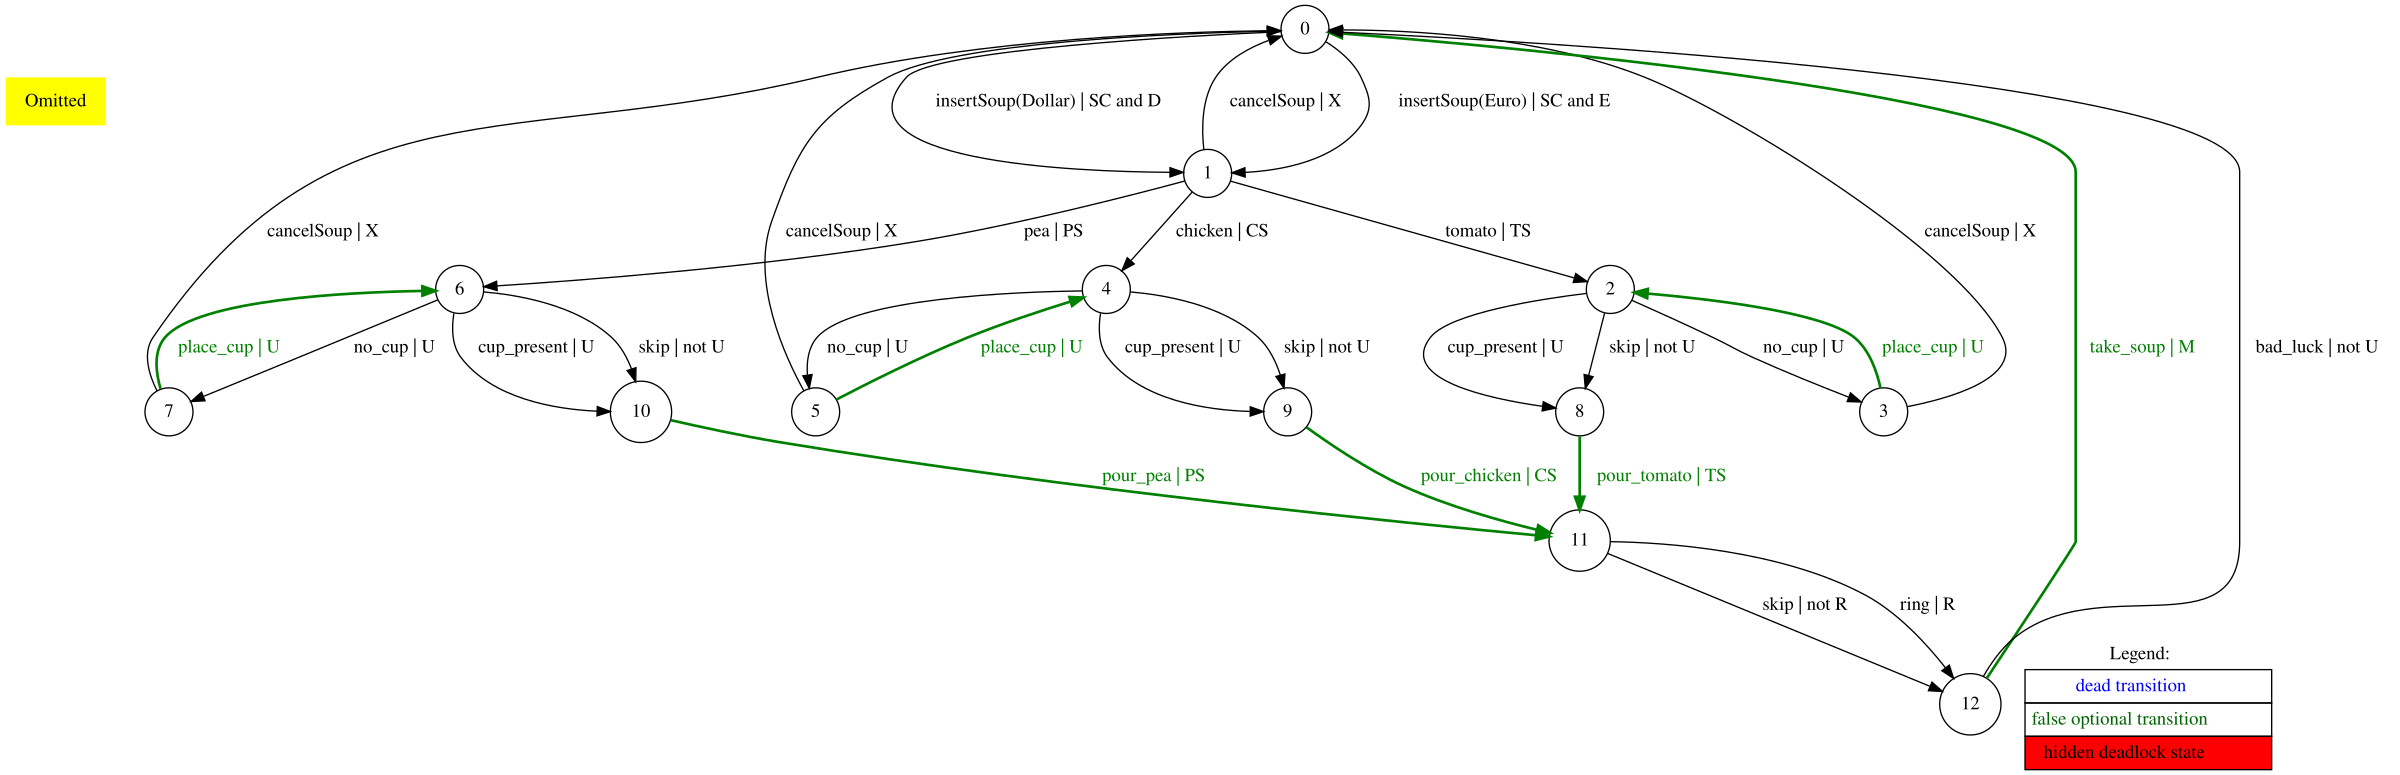 0
Omitted
insertSoup(Dollar) | SC and D
cancelSoup | X
insertSoup(Euro) | SC and E
1
cancelSoup | X
cancelSoup | X
pea | PS
chicken | CS
tomato | TS
cancelSoup | X
6
4
2
place_cup | U
no_cup | U
cup_present | U
skip | not U
no_cup | U
place_cup | U
cup_present | U
skip | not U
cup_present | U
skip | not U
no_cup | U
place_cup | U
take_soup | M
bad_luck | not U
7
10
5
9
8
3
pour_pea | PS
pour_chicken | CS
pour_tomato | TS
11
skip | not R
ring | R
12
Legend:
dead transition
false optional transition
hidden deadlock state